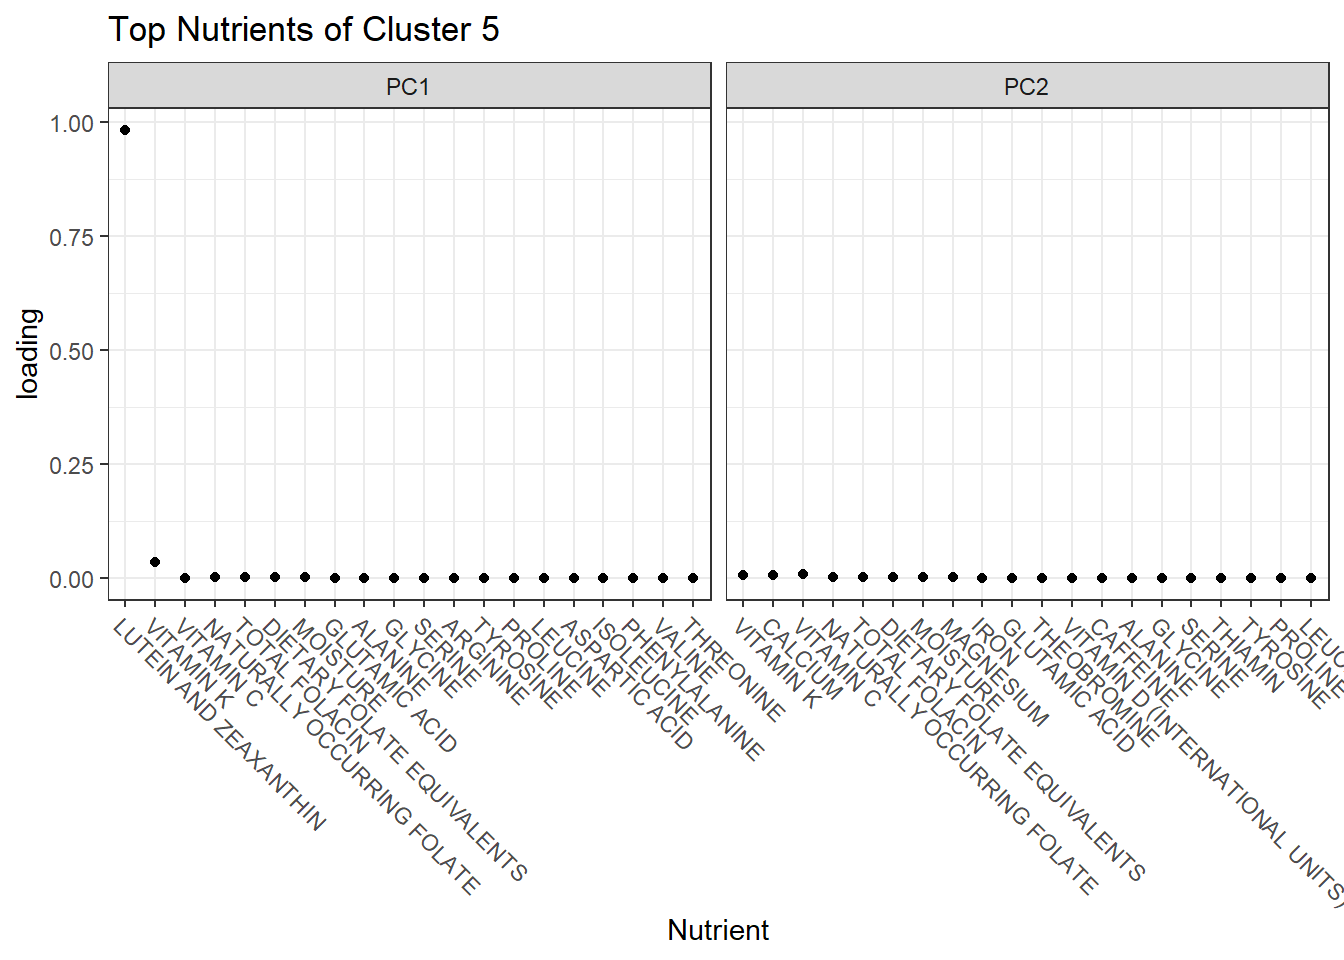 Top Nutrients of Cluster 5
PC1
PC2
loading
1.00
0.75
0.50
0.25
0.00
LUTEIN AND ZEAXANTHIN
VITAMIN K
VITAMIN C
NATURALLY OCCURRING FOLATE
TOTAL FOLACIN
DIETARY FOLATE EQUIVALENTS
MOISTURE
GLUTAMIC ACID
ALANINE
GLYCINE
SERINE
ARGININE
TYROSINE
PROLINE
LEUCINE
ASPARTIC ACID
ISOLEUCINE
PHENYLALANINE
VALINE
THREONINE
VITAMIN K
CALCIUM
VITAMIN C
NATURALLY OCCURRING FOLATE
TOTAL FOLACIN
DIETARY FOLATE EQUIVALENTS
MOISTURE
MAGNESIUM
IRON
GLUTAMIC ACID
THEOBROMINE
VITAMIN D (INTERNATIONAL UNITS)
CAFFEINE
ALANINE
GLYCINE
SERINE
THIAMIN
TYROSINE
PROLINE
LEUC
Nutrient